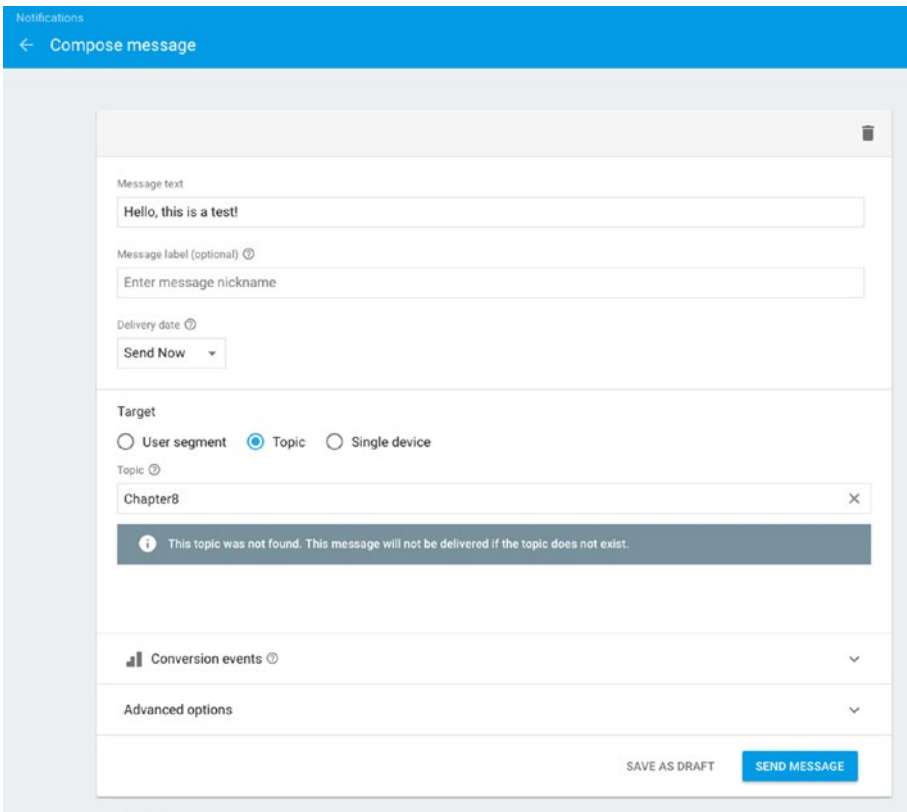 Notifications
Compose message
Message text
Hello, this is a test!
Message label (optional)
Enter message nickname
Delivery date
Send Now
Target
User segment Topic Single device
Topic
Chapter8
This topic was not found. This message will not be delivered if the topic does not exist.
Conversion events
Advanced options
SAVE AS DRAFT SEND MESSAGE